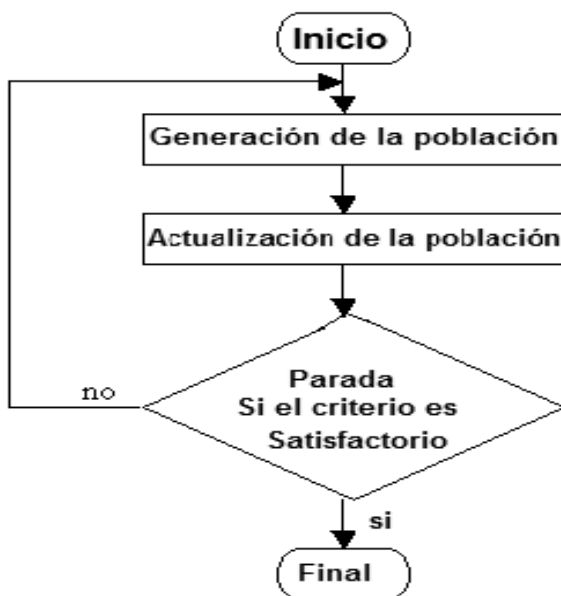 Inicio
Generación de la población
Actualización de la población
Parada
Si el criterio es
Satisfactorio
no
si
Final